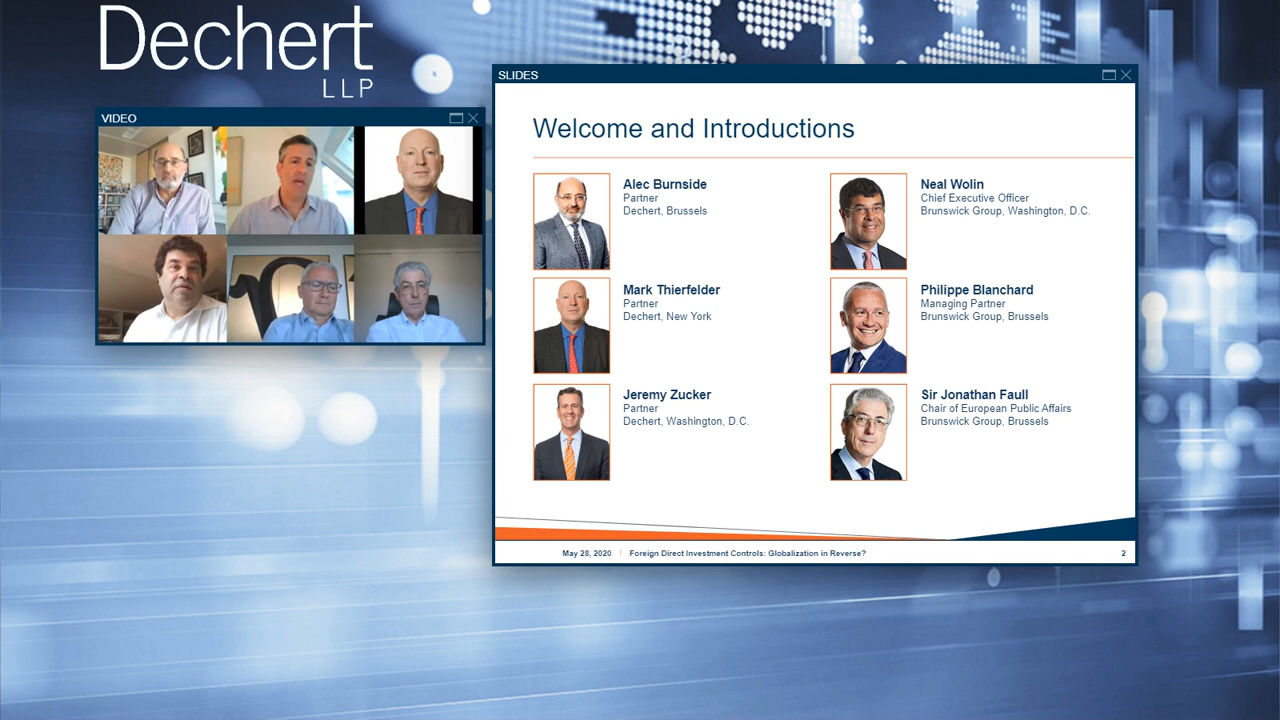 Dechert
LLP
VIDEO
SLIDES
Welcome and Introductions
Alec Burnside
Partner
Dechert, Brussels
Neal Wolin
Chief Executive Officer
Brunswick Group, Washington, D.C.
Mark Thierfelder
Partner
Dechert, New York
Philippe Blanchard
Managing Partner
Brunswick Group, Brussels
Jeremy Zucker
Partner
Dechert, Washington, D.C.
Sir Jonathan Faull
Chair of European Public Affairs
Brunswick Group, Brussels
May 28, 2020 | Foreign Direct Investment Controls: Globalization in Reverse? 2